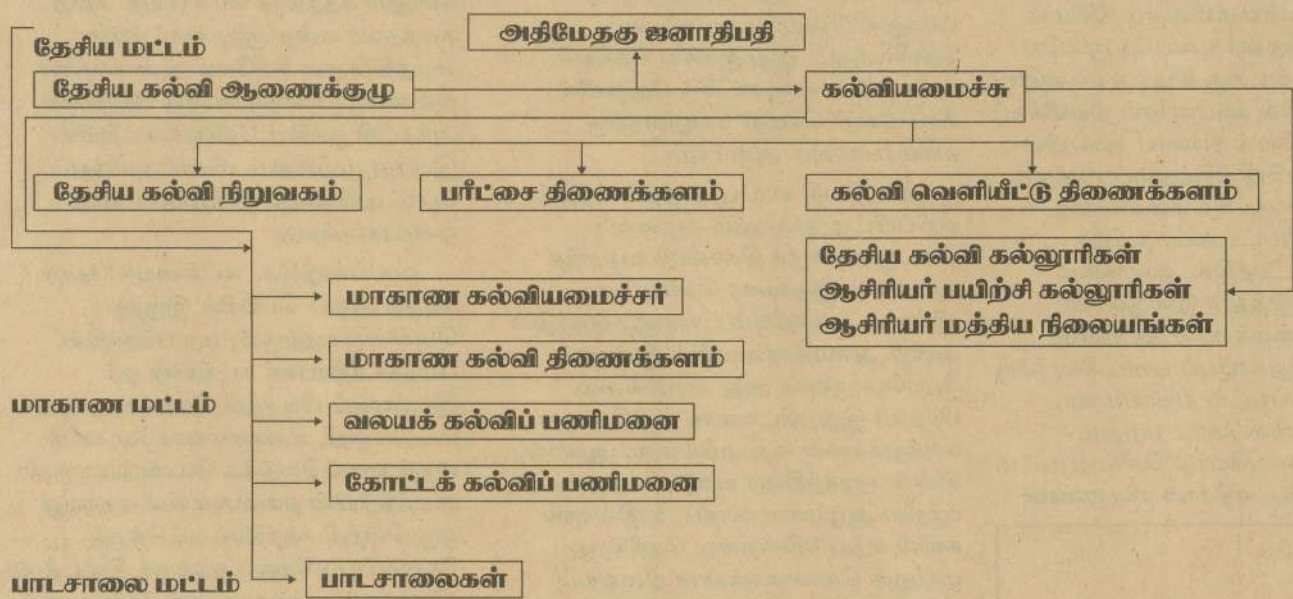 தேசிய மட்டம்
அதிமேதகு ஜனாதிபதி
தேசிய கல்வி ஆணைக்குழு
கல்வியமைச்சு
தேசிய கல்வி நிறுவகம்
பரீட்சை திணைக்களம்
கல்வி வெளியீட்டு திணைக்களம்
தேசிய கல்வி கல்லூரிகள்
ஆசிரியர் பயிற்சி கல்லூரிகள்
ஆசிரியர் மத்திய நிலையங்கள்
மாகாண கல்வியமைச்சர்
மாகாண கல்வி திணைக்களம்
மாகாண மட்டம்
வலயக் கல்விப் பணிமனை
கோட்டக் கல்விப் பணிமனை
பாடசாலை மட்டம்
பாடசாலைகள்